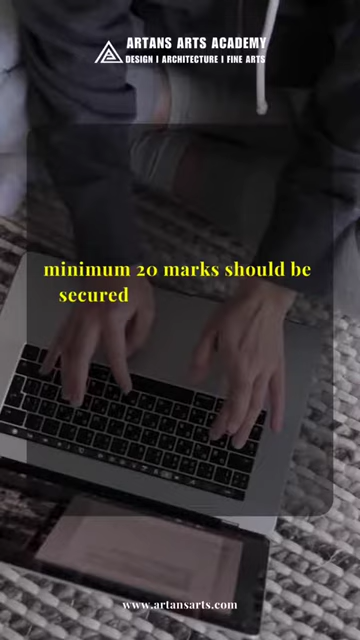 ARTANS ARTS ACADEMY
DESIGN | ARCHITECTURE | FINE ARTS
minimum 20 marks should be
secured
www.artansarts.com